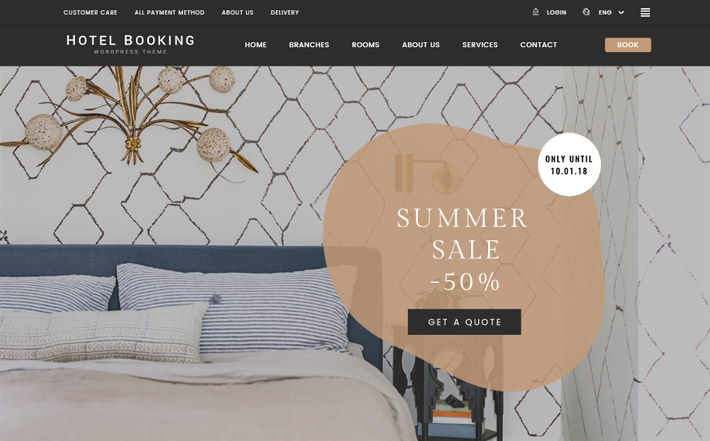 CUSTOMER CARE
ALL PAYMENT METHOD
ABOUT US
DELIVERY
LOGIN
ENG
HOTEL BOOKING
WORDPRESS THEME
HOME
BRANCHES
ROOMS
ABOUT US
SERVICES
CONTACT
BOOK
ONLY UNTIL
10.01.18
SUMMER
SALE
-50%
GET A QUOTE